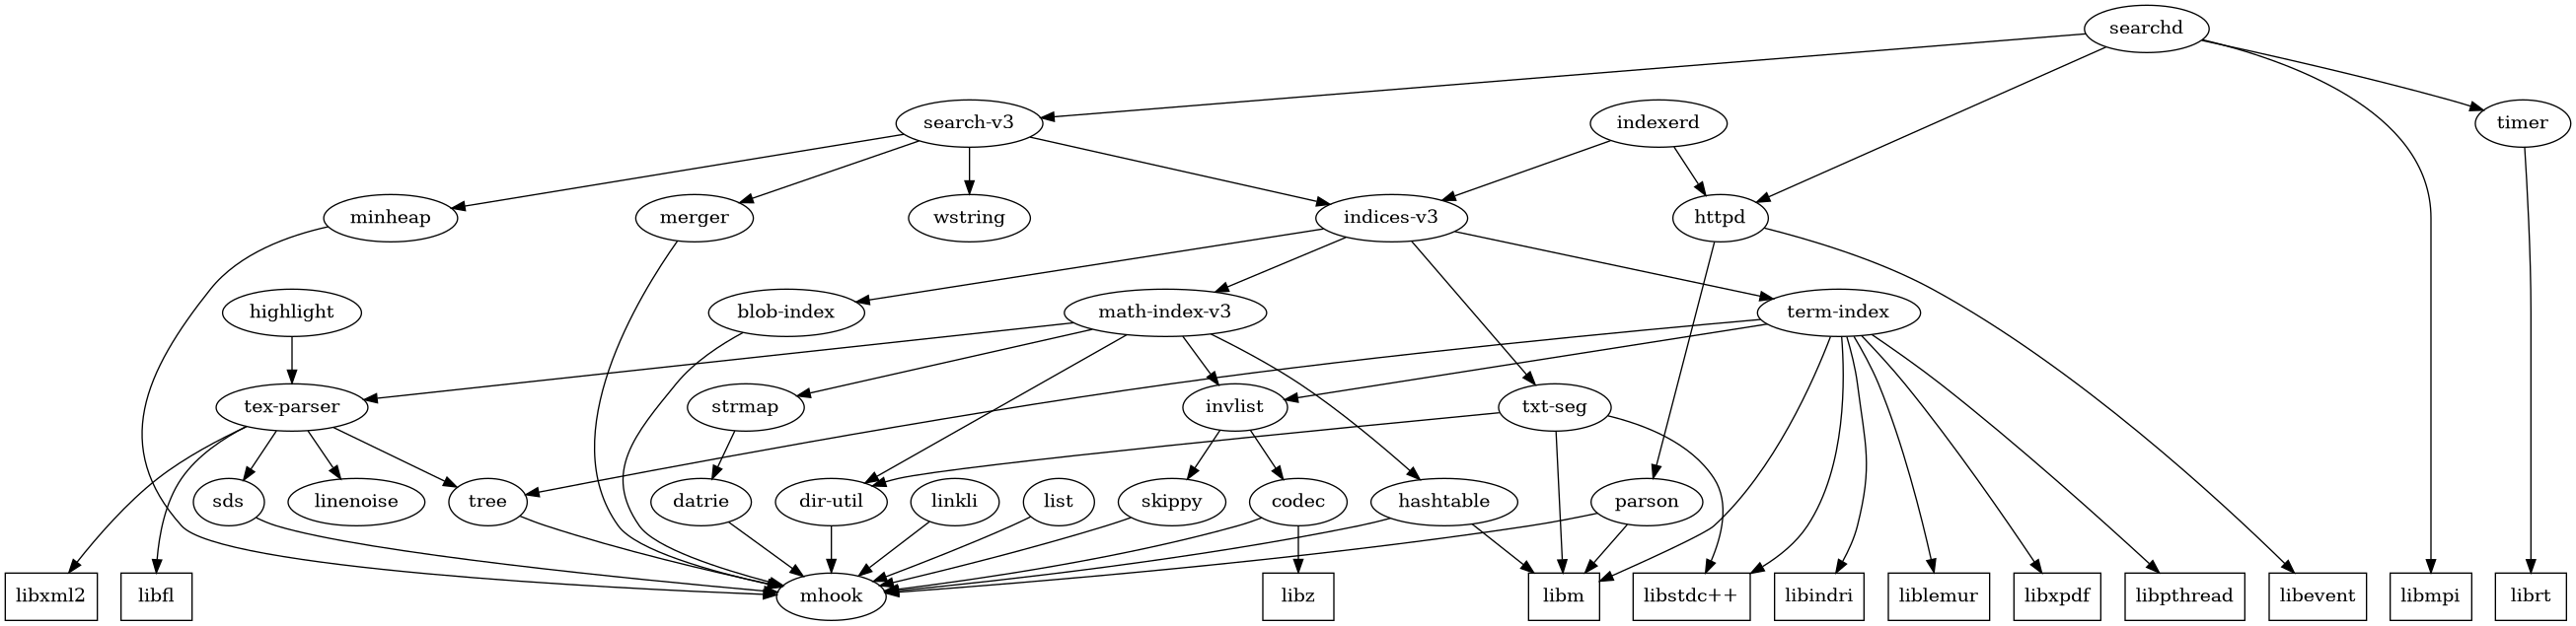 searchd
search-v3
indexerd
timer
minheap
merger
wstring
indices-v3
httpd
highlight
blob-index
math-index-v3
term-index
tex-parser
strmap
invlist
txt-seg
sds
linenoise
tree
datrie
dir-util
linkli
list
skippy
codec
hashtable
parson
libxml2
libfl
mhook
libz
libm
libstdc++
libindri
liblemur
libxpdf
libpthread
libevent
libmpi
librt